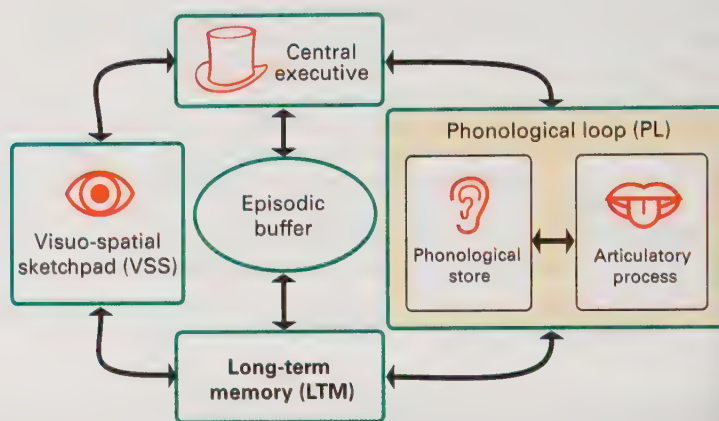 Central
executive
Phonological loop (PL)
Visuo-spatial
sketchpad (VSS)
Episodic
buffer
Phonological
store
Articulatory
process
Long-term
memory (LTM)